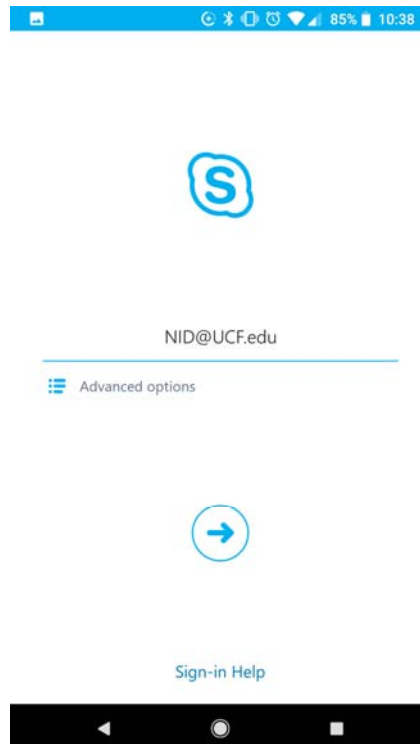 85% 10:38
S
NID@UCF.edu
Advanced options
Sign-in Help